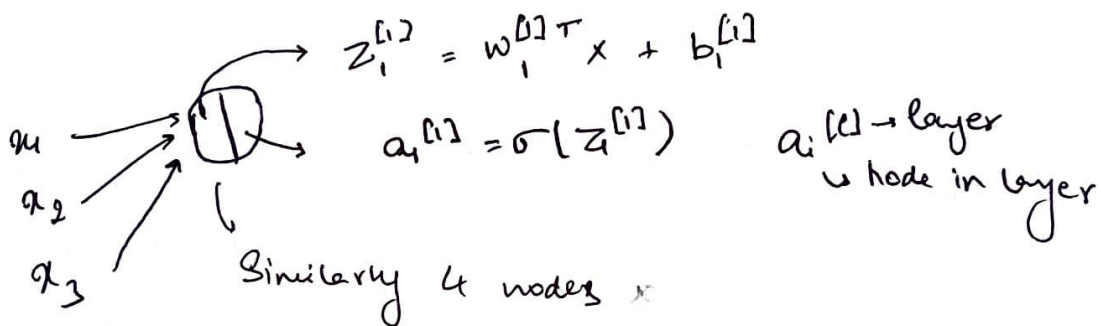 z₁^[1] = w₁^[1]T x + b₁^[1]
x₁
a₁^[1] = σ(z₁^[1])
aᵢ^[l] → layer
↳ node in layer
x₂
x₃
Similarly 4 nodes